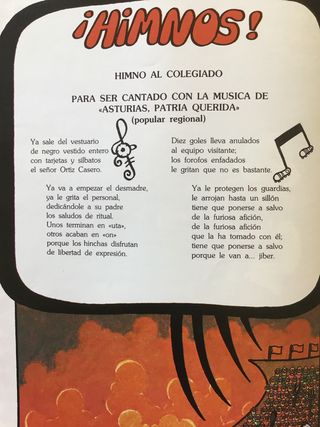 ¡HiMNOS!
HIMNO AL COLEGIADO
PARA SER CANTADO CON LA MUSICA DE
«ASTURIAS, PATRIA QUERIDA»
(popular regional)
Ya sale del vestuario
de negro vestido entero
con tarjetas y silbatos
el señor Ortiz Casero.
Ya va a empezar el desmadre,
ya le grita el personal,
dedicándole a su padre
los saludos de ritual.
Unos terminan en «uta»,
otros acaban en «on»
porque los hinchas disfrutan
de libertad de expresión.
Diez goles lleva anulados
al equipo visitante;
los forofos enfadados
le gritan que no es bastante.
Ya le protegen los guardias,
le arrojan hasta un sillón
tiene que ponerse a salvo
de la furiosa afición,
de la furiosa afición
que la ha tomado con él;
tiene que ponerse a salvo
porque le van a... jiber.